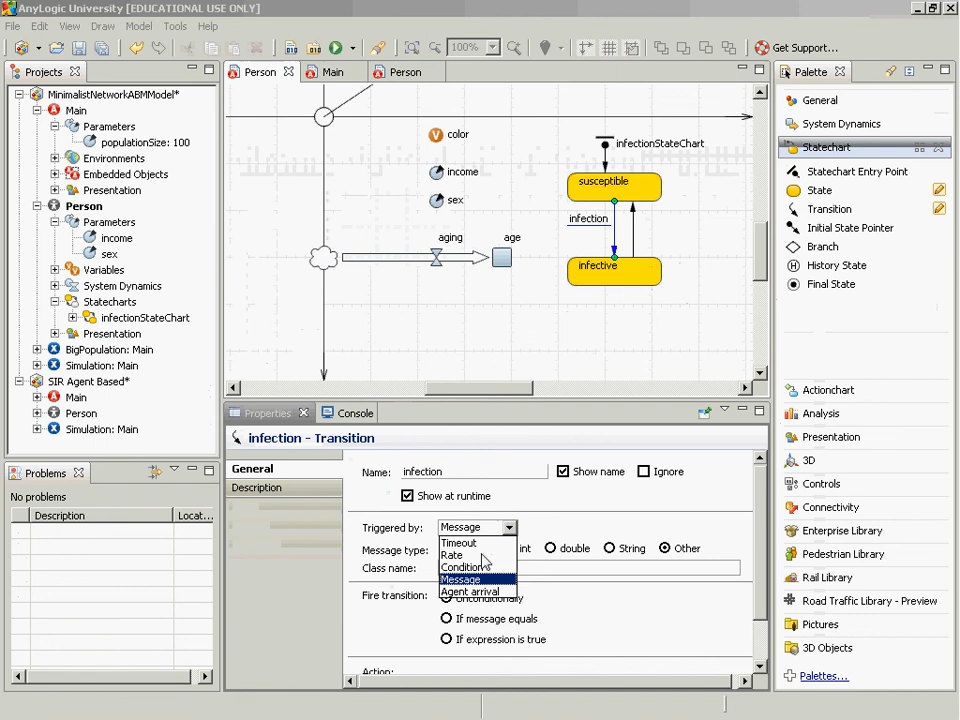 AnyLogic University [EDUCATIONAL USE ONLY]
File Edit View Draw Model Tools Help
100% Get Support...
Projects
MinimalistNetworkABMModel*
Main
Parameters
populationSize: 100
Environments
Embedded Objects
Presentation
Person
Parameters
income
sex
Variables
System Dynamics
Statecharts
infectionStateChart
Presentation
BigPopulation: Main
Simulation: Main
SIR Agent Based*
Main
Person
Simulation: Main
Problems
No problems
Description Locat...
Person Main Person
color
income
sex
aging age
infectionStateChart
susceptible
infection
infective
Properties Console
infection - Transition
General
Description
Name: infection Show name Ignore
Show at runtime
Triggered by: Message
Timeout
Rate
Condition
Message
Agent arrival
Message type: int double String Other
Class name:
Fire transition: Unconditionally
If message equals
If expression is true
Action:
Palette
General
System Dynamics
Statechart
Statechart Entry Point
State
Transition
Initial State Pointer
Branch
History State
Final State
Actionchart
Analysis
Presentation
3D
Controls
Connectivity
Enterprise Library
Pedestrian Library
Rail Library
Road Traffic Library - Preview
Pictures
3D Objects
Palettes...